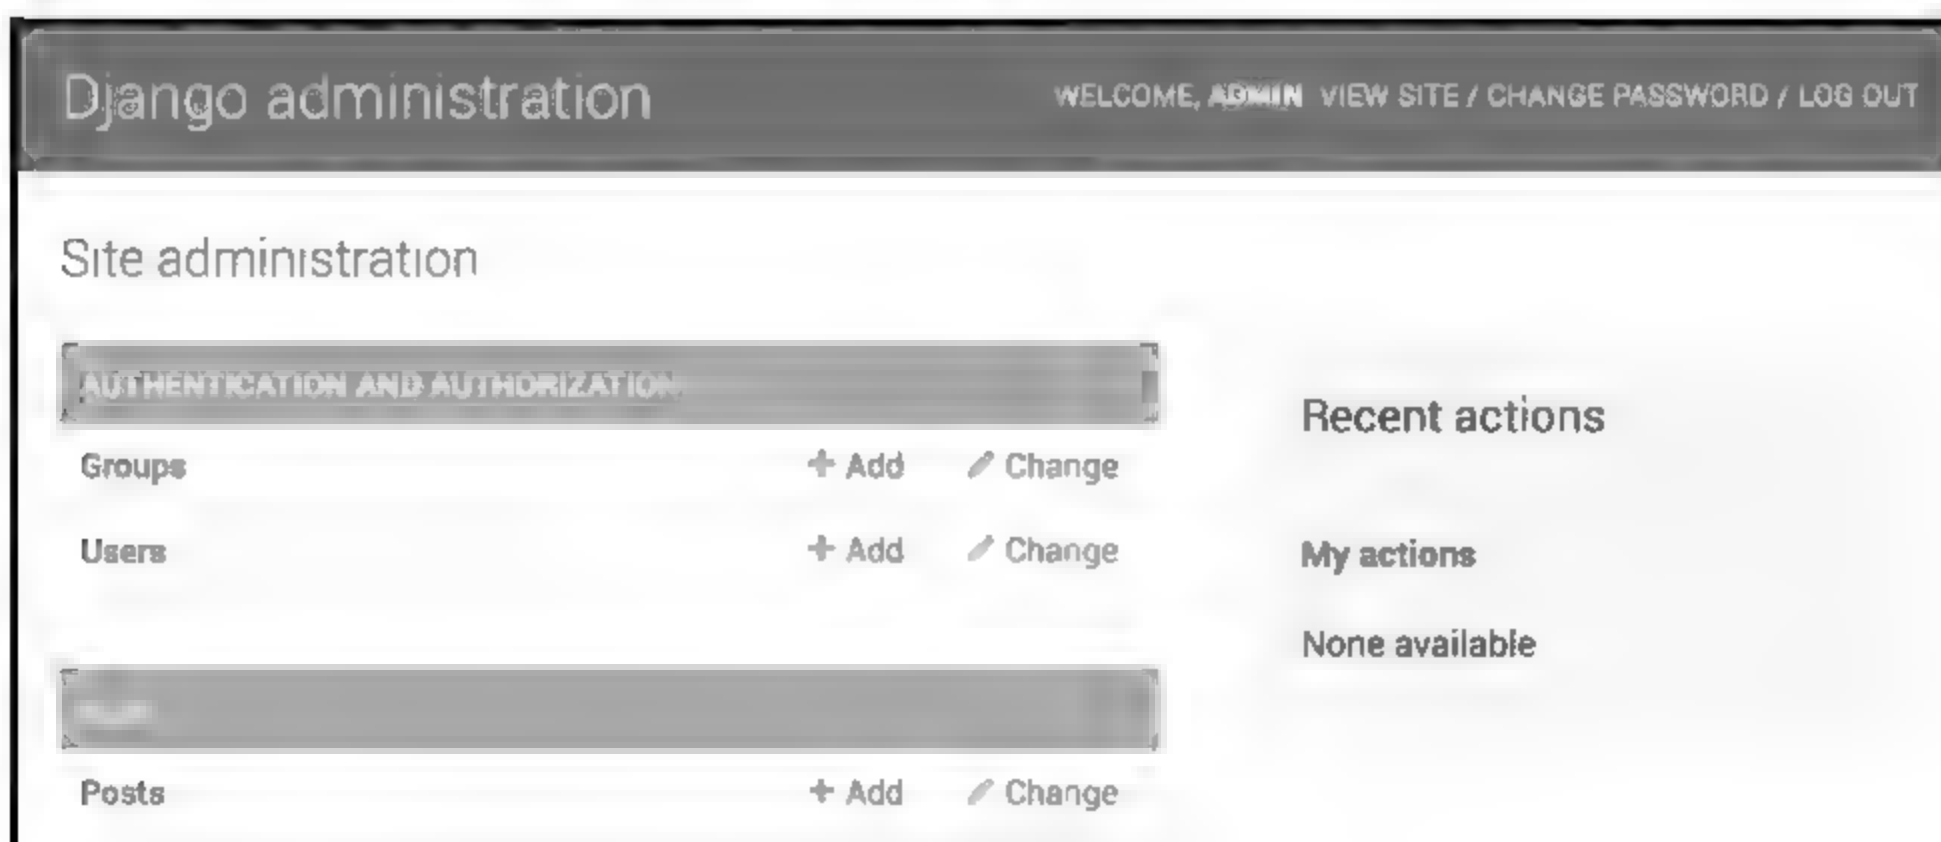 Django administration
WELCOME, ADMIN VIEW SITE / CHANGE PASSWORD / LOG OUT
Site administration
AUTHENTICATION AND AUTHORIZATION
Groups + Add Change
Users + Add Change
Posts + Add Change
Recent actions
My actions
None available